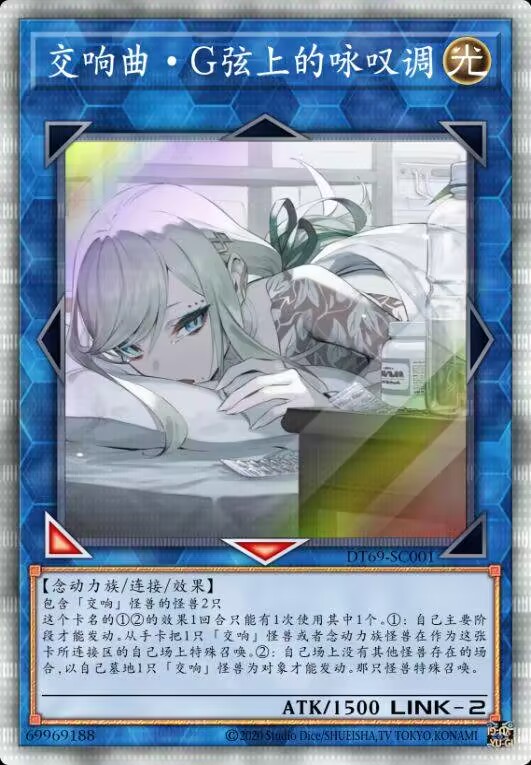 交响曲·G弦上的咏叹调 光
DT69-SC001
【念动力族/连接/效果】
包含「交响」怪兽的怪兽2只
这个卡名的①②的效果1回合只能有1次使用其中1个。①:自己主要阶
段才能发动。从手卡把1只「交响」怪兽或者念动力族怪兽在作为这张
卡所连接区的自己场上特殊召唤。②:自己场上没有其他怪兽存在的场
合,以自己墓地1只「交响」怪兽为对象才能发动。那只怪兽特殊召唤。
ATK/1500 LINK-2
69969188 ©2020 Studio Dice/SHUEISHA,TV TOKYO,KONAMI